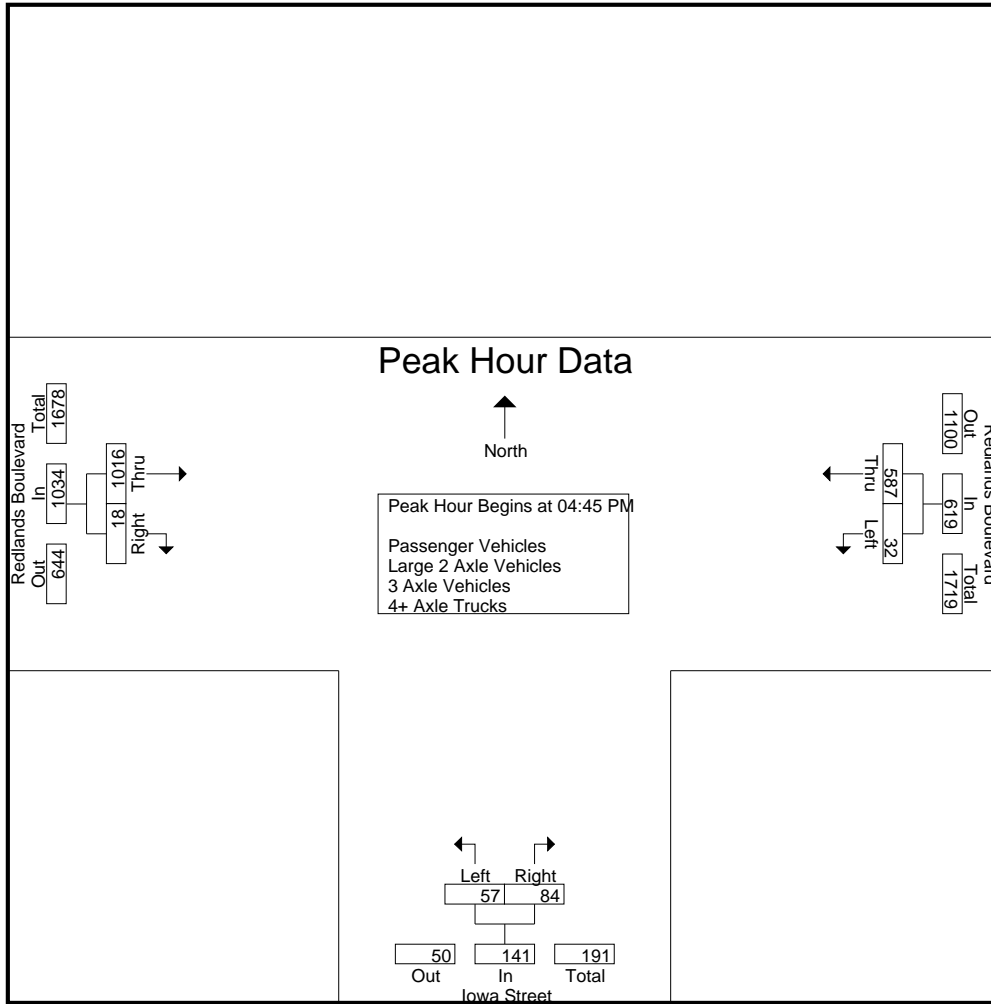 Peak Hour Data
North
Peak Hour Begins at 04:45 PM
Passenger Vehicles
Large 2 Axle Vehicles
3 Axle Vehicles
4+ Axle Trucks
Redlands Boulevard
Out In Total
644 1034 1678
Right Thru
18 1016
Redlands Boulevard
Out In Total
1100 619 1719
Thru Left
587 32
Left Right
57 84
50 141 191
Out In Total
Iowa Street